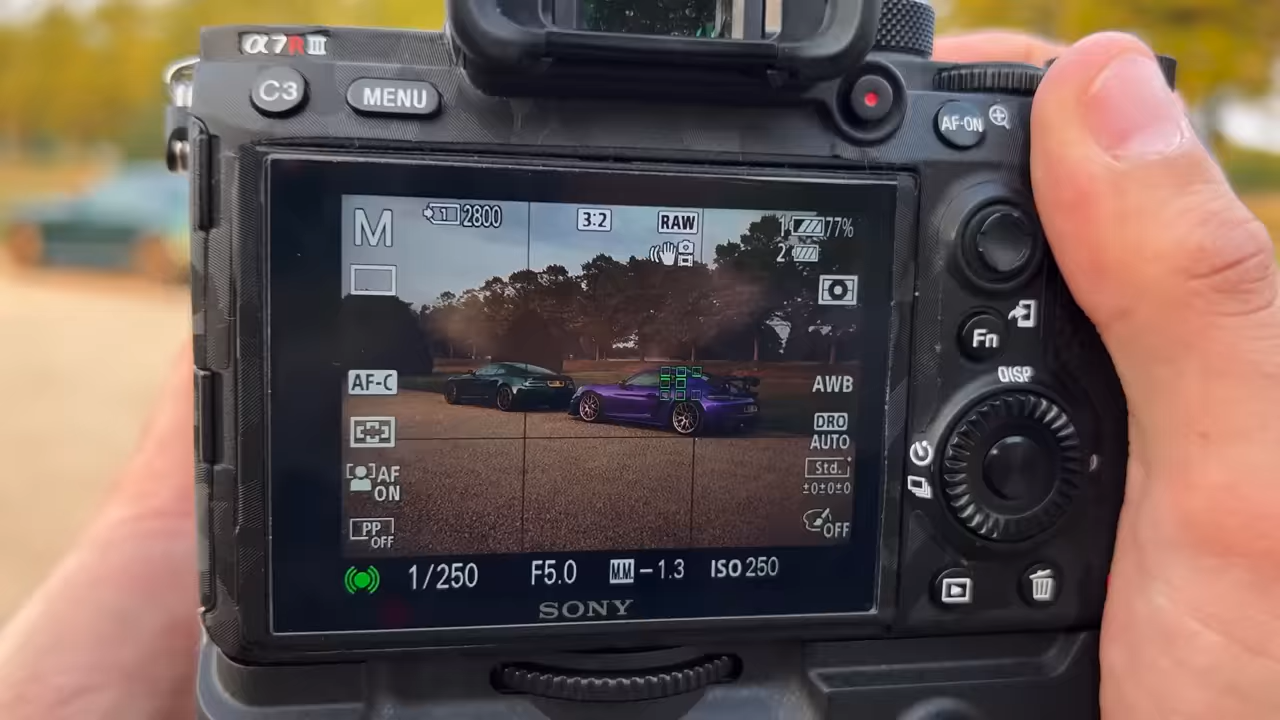 α7RIII
C3
MENU
AF-ON
M
1 2800
3:2
RAW
1 77%
2
Fn
DISP
AF-C
AWB
DRO
AUTO
AF
ON
Std.
±0±0±0
PP
OFF
OFF
1/250 F5.0 M.M. −1.3 ISO 250
SONY